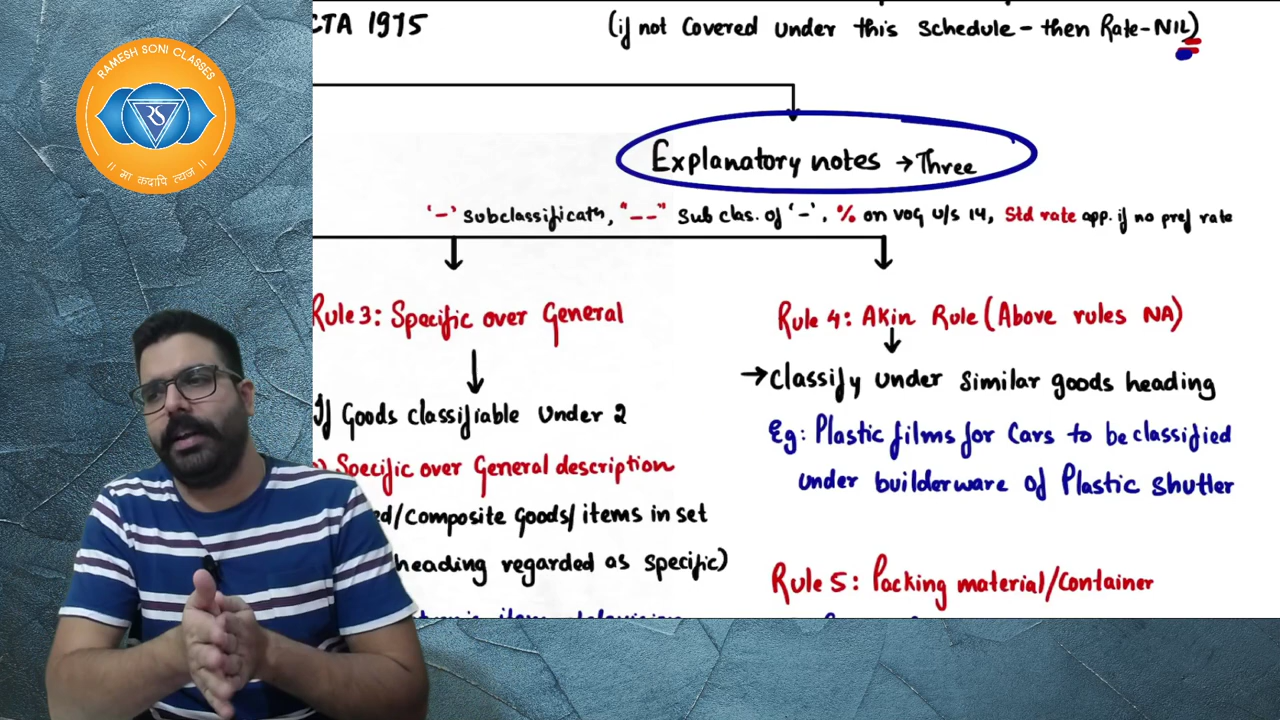 RAMESH SONI CLASSES
।। मा कदापि त्यज ।।
CTA 1975
(if not Covered under this Schedule - then Rate-NIL)
Explanatory notes → Three
'-' Subclassificatn, "--" Sub clas. of '-', % on VOG U/s 14, Std rate app. if no pref rate
Rule 3: Specific over General
If Goods classifiable Under 2
Specific over General description
/Composite Goods/items in set
heading regarded as specific)
item television
Rule 4: Akin Rule (Above rules NA)
→ Classify under similar goods heading
Eg: Plastic films for Cars to be classified
under builderware of Plastic Shutter
Rule 5: Packing material/Container